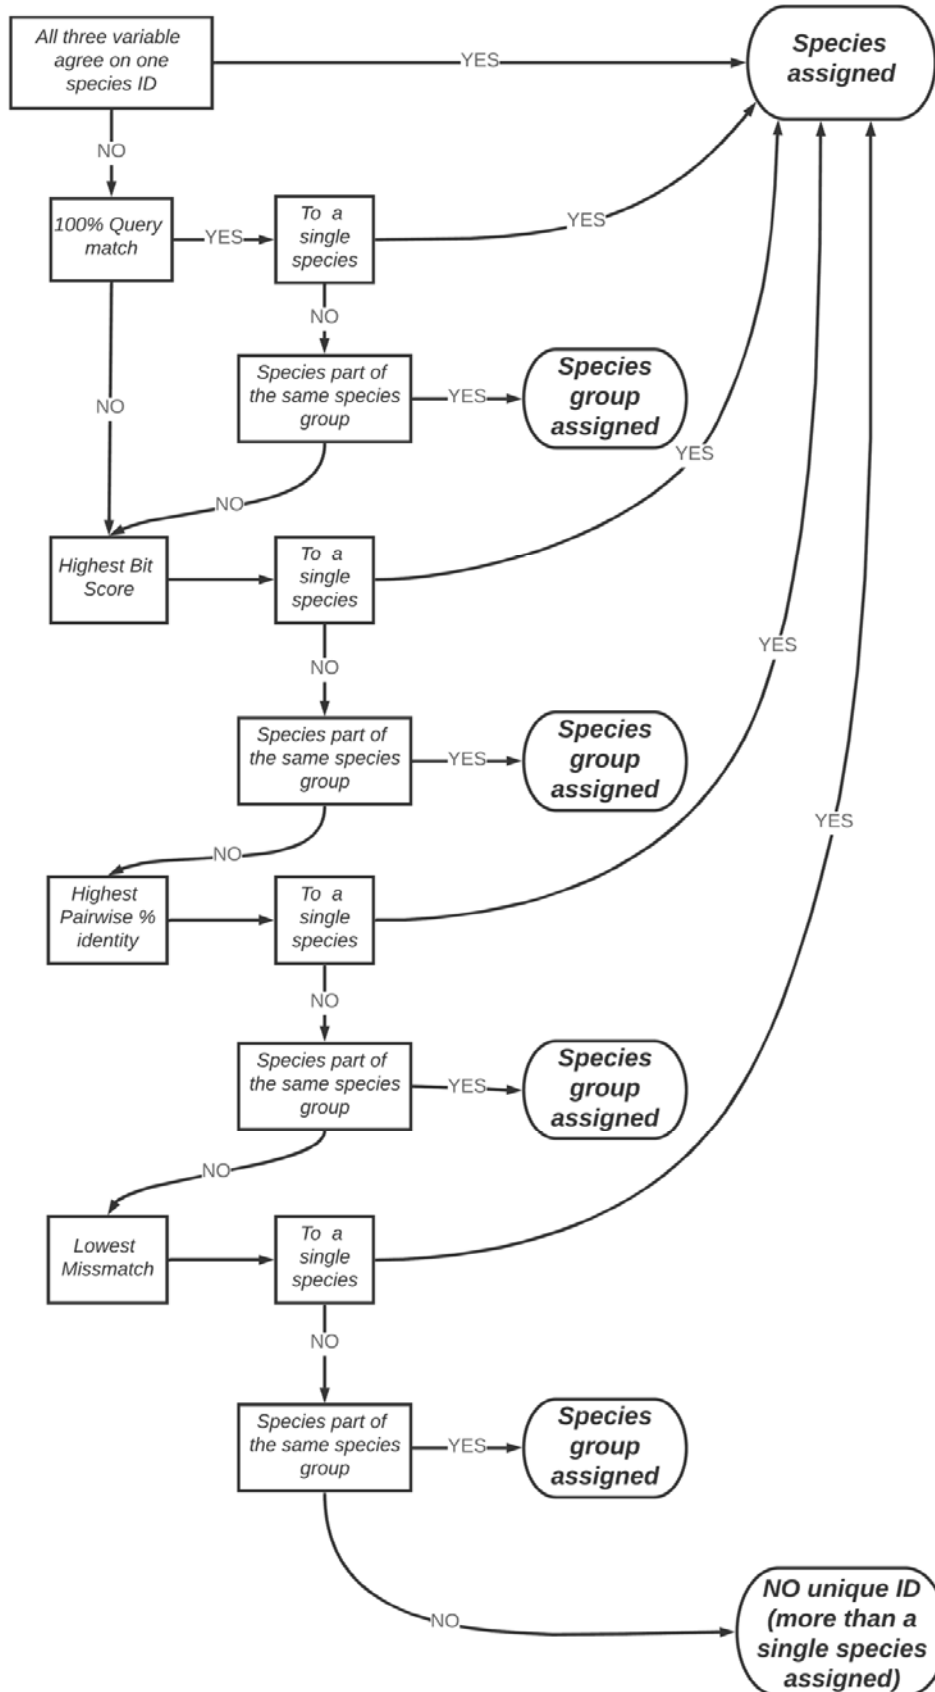 All three variable
agree on one
species ID
YES
Species
assigned
NO
100% Query
match
YES
To a
single
species
YES
NO
NO
Species part of
the same species
group
YES
Species
group
assigned
NO
YES
Highest Bit
Score
To a
single
species
NO
YES
Species part of
the same species
group
YES
Species
group
assigned
NO
YES
Highest
Pairwise %
identity
To a
single
species
NO
Species part of
the same species
group
YES
Species
group
assigned
NO
Lowest
Missmatch
To a
single
species
NO
Species part of
the same species
group
YES
Species
group
assigned
NO
NO unique ID
(more than a
single species
assigned)